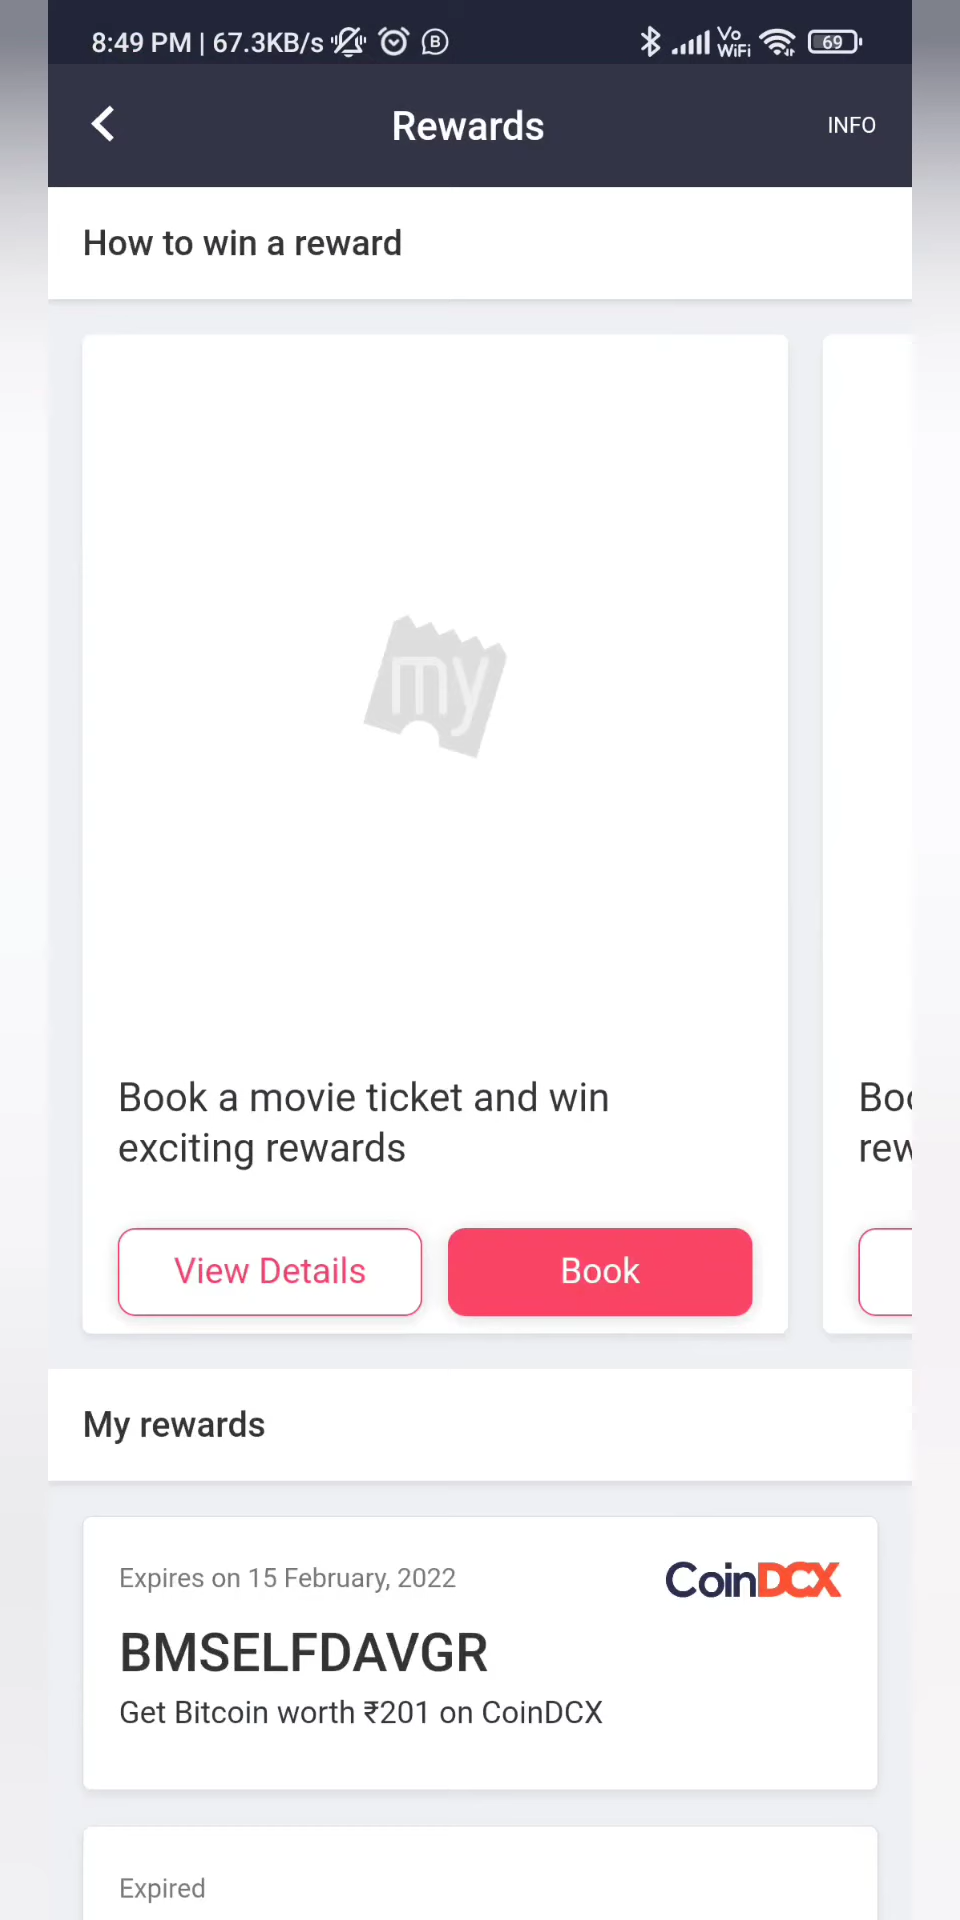 8:49 PM | 67.3KB/s
B
Vo
WiFi
69
Rewards
INFO
How to win a reward
my
Book a movie ticket and win
exciting rewards
View Details
Book
Boo
rew
My rewards
Expires on 15 February, 2022
CoinDCX
BMSELFDAVGR
Get Bitcoin worth ₹201 on CoinDCX
Expired